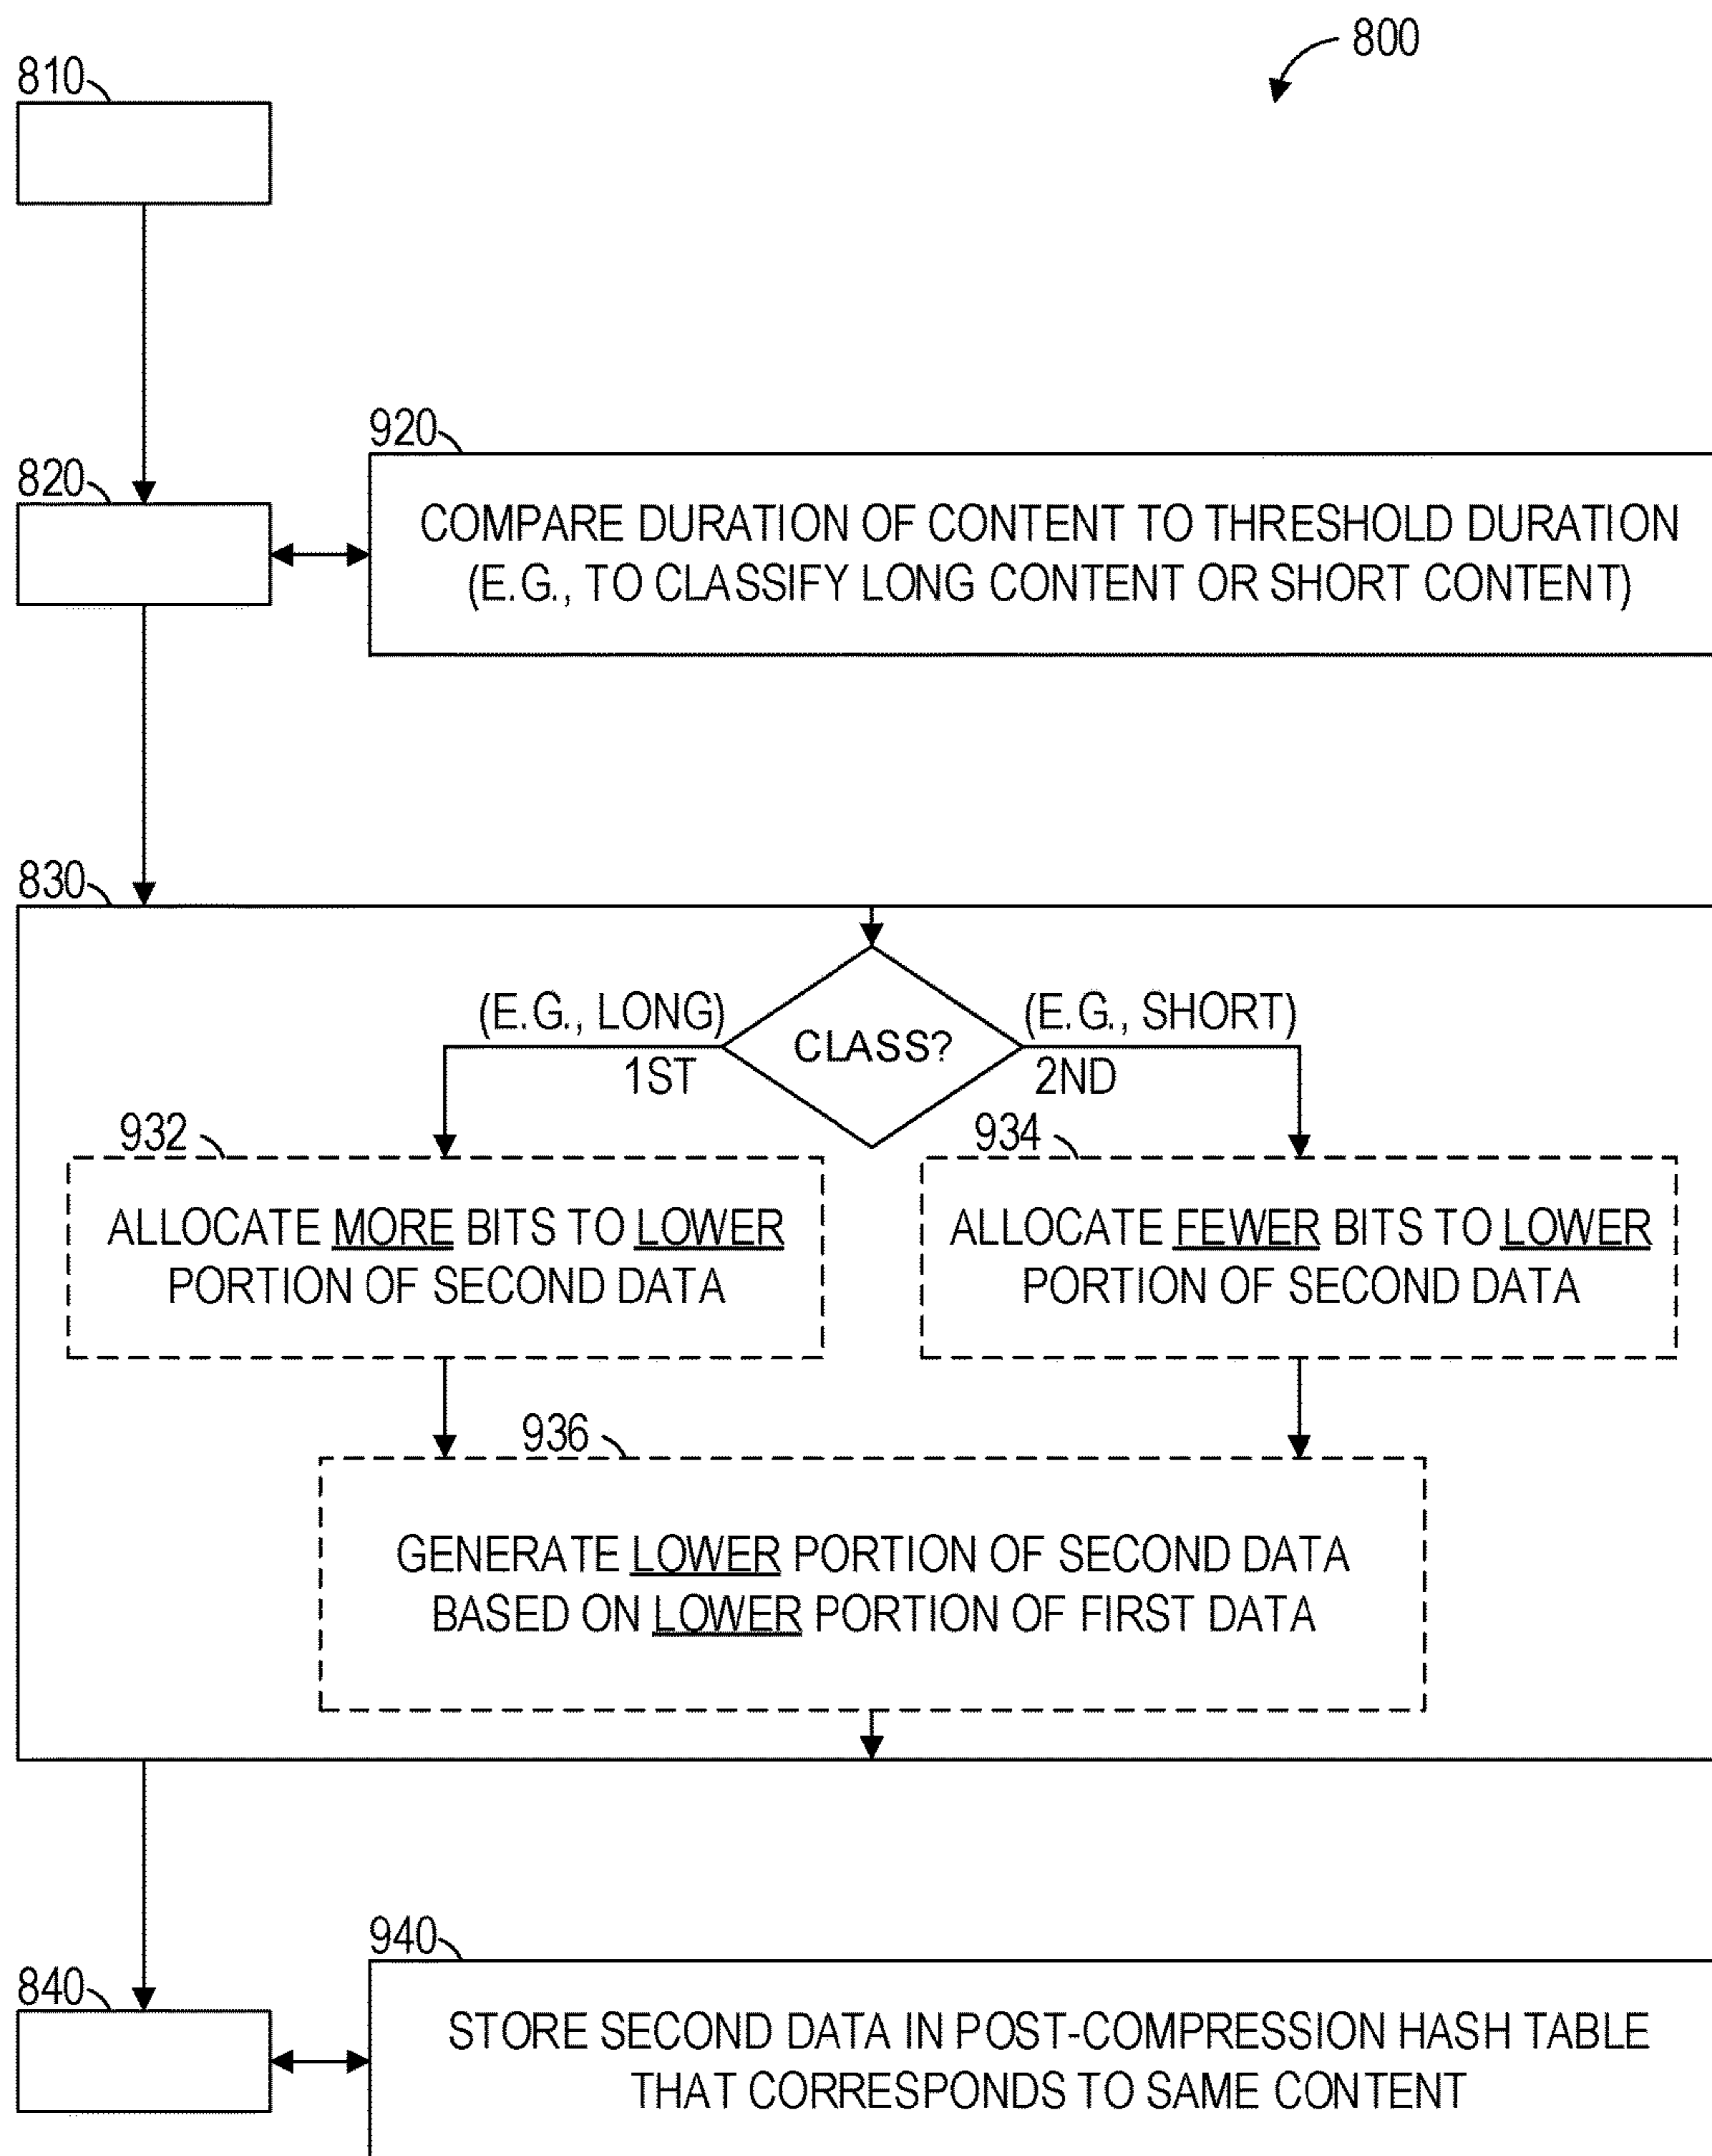 800
810
920
820
COMPARE DURATION OF CONTENT TO THRESHOLD DURATION
(E.G., TO CLASSIFY LONG CONTENT OR SHORT CONTENT)
830
(E.G., LONG)
(E.G., SHORT)
CLASS?
1ST
2ND
932
934
ALLOCATE MORE BITS TO LOWER
PORTION OF SECOND DATA
ALLOCATE FEWER BITS TO LOWER
PORTION OF SECOND DATA
936
GENERATE LOWER PORTION OF SECOND DATA
BASED ON LOWER PORTION OF FIRST DATA
940
840
STORE SECOND DATA IN POST-COMPRESSION HASH TABLE
THAT CORRESPONDS TO SAME CONTENT